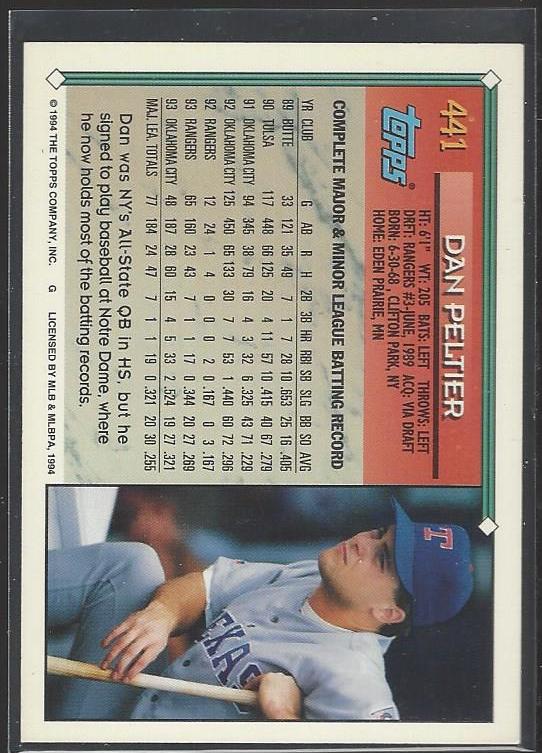 441
DAN PELTIER
topps®
HT: 6'1" WT: 205 BATS: LEFT THROWS: LEFT
DRAFT: RANGERS #3-JUNE, 1989 ACQ: VIA DRAFT
BORN: 6-30-68 CLIFTON PARK, NY
HOME: EDEN PRAIRIE, MN
COMPLETE MAJOR & MINOR LEAGUE BATTING RECORD
YR CLUB G AB R H 2B 3B HR RB SB SLG BB SO AVG
89 BUTTE 33 121 35 49 7 1 7 28 10 .653 25 16 .405
90 TULSA 117 448 66 125 20 4 11 57 10 .415 40 67 .279
91 OKLAHOMA CITY 94 345 38 79 16 4 3 32 6 .325 43 71 .229
92 OKLAHOMA CITY 125 450 65 133 30 7 7 53 1 .440 60 72 .296
92 RANGERS 12 24 1 4 0 0 0 2 0 .167 0 3 .167
93 RANGERS 65 160 23 43 7 1 1 17 0 .344 20 27 .269
93 OKLAHOMA CITY 48 187 28 60 15 4 5 33 2 .524 19 27 .321
MAJ. LEA. TOTALS 77 184 24 47 7 1 1 19 0 .321 20 30 .255
Dan was NY's All-State QB in HS, but he
signed to play baseball at Notre Dame, where
he now holds most of the batting records.
© 1994 THE TOPPS COMPANY, INC. G LICENSED BY MLB & MLBPA, 1994
T
TEXAS